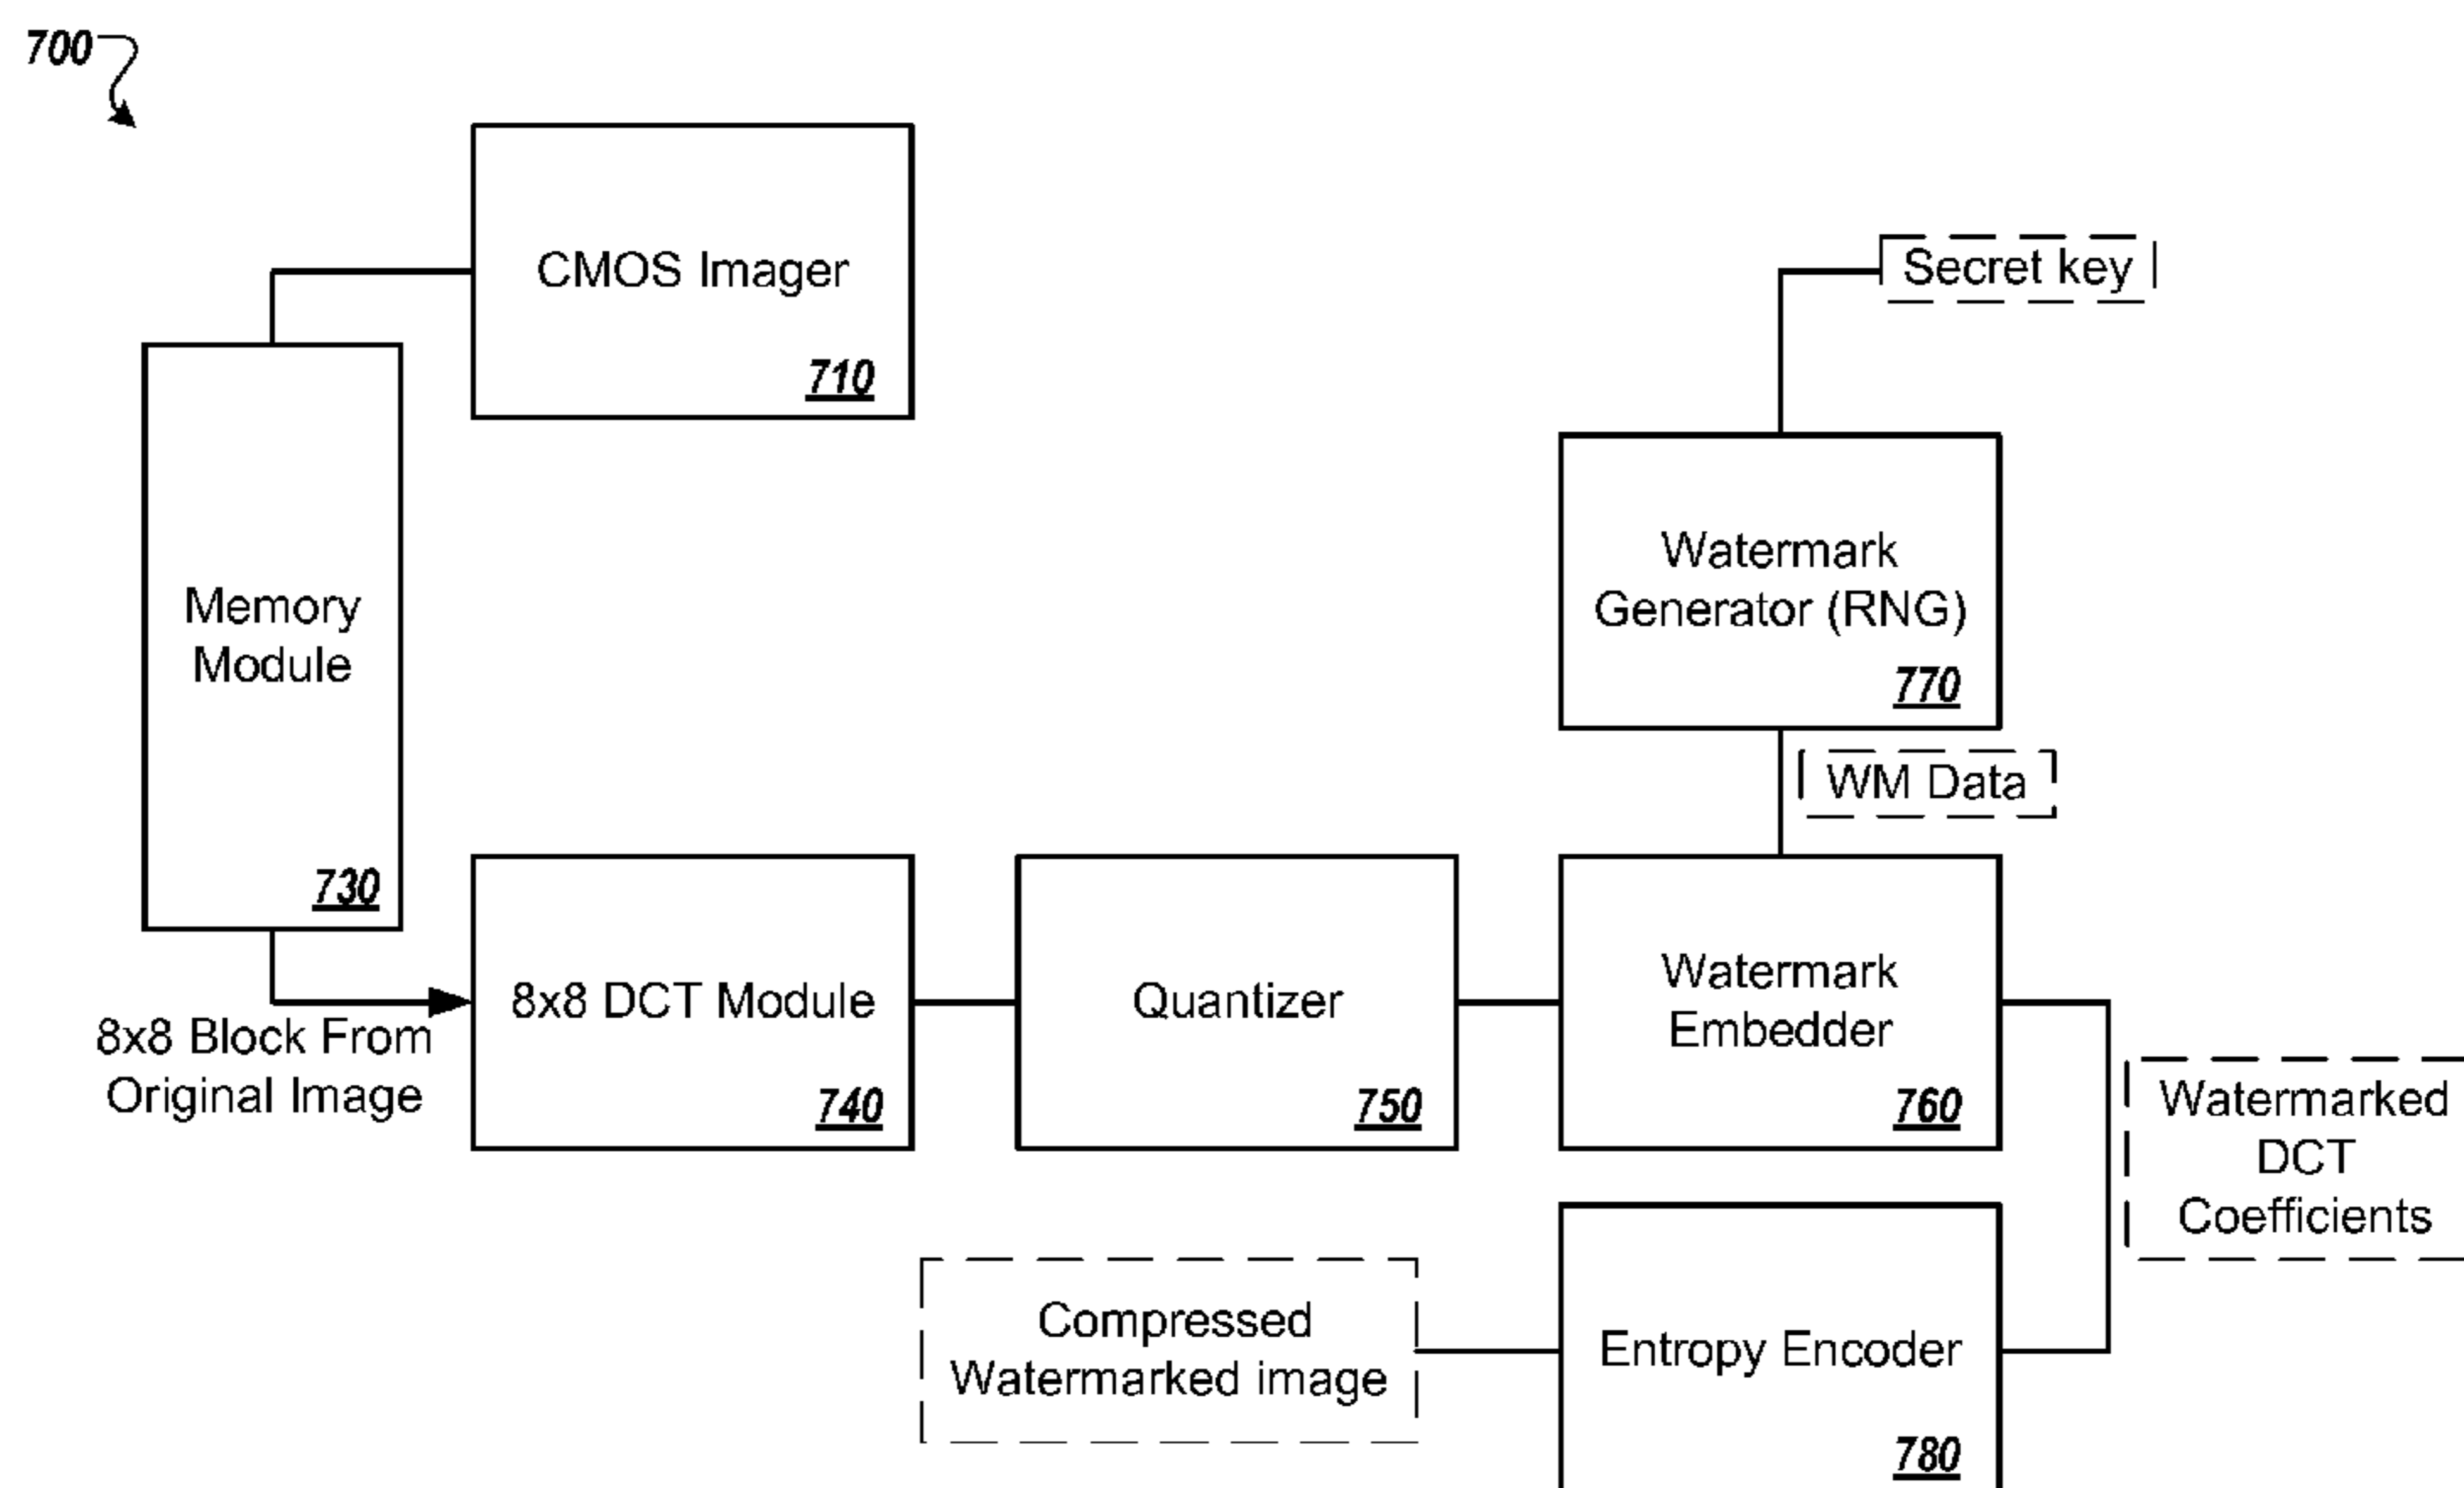 700
CMOS Imager
710
Secret key
Memory
Module
730
Watermark
Generator (RNG)
770
WM Data
8x8 Block From
Original Image
8x8 DCT Module
740
Quantizer
750
Watermark
Embedder
760
Watermarked
DCT
Coefficients
Compressed
Watermarked image
Entropy Encoder
780